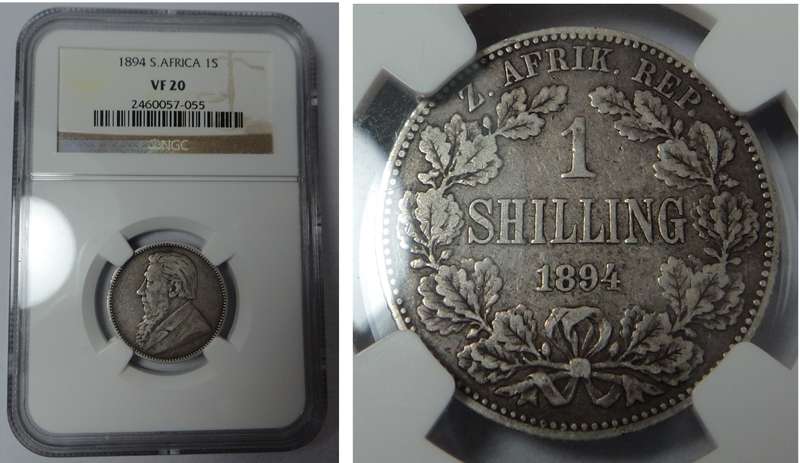 1894 S.AFRICA 1S
VF 20
2460057-055
NGC
Z. AFRIK. REP.
1
SHILLING
1894